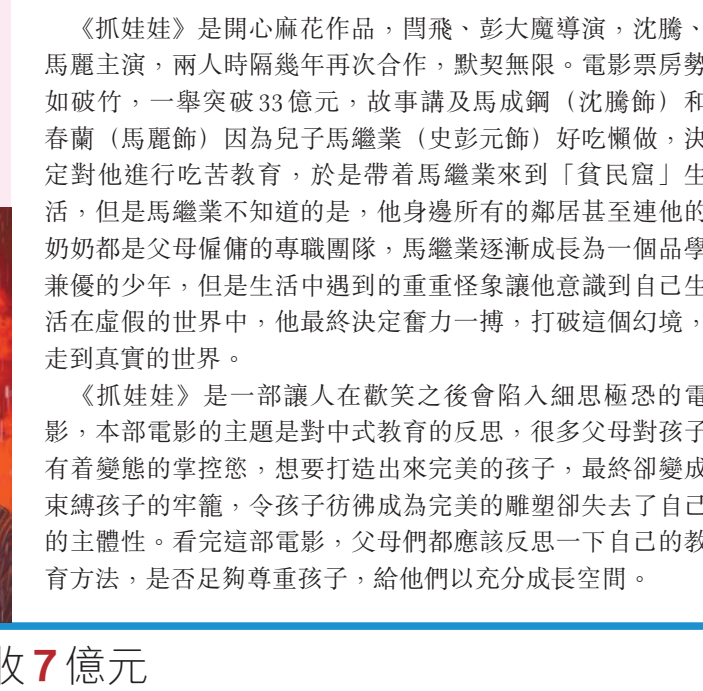 《抓娃娃》是開心麻花作品，閆飛、彭大魔導演，沈騰、
馬麗主演，兩人時隔幾年再次合作，默契無限。電影票房勢
如破竹，一舉突破33億元，故事講及馬成鋼（沈騰飾）和
春蘭（馬麗飾）因為兒子馬繼業（史彭元飾）好吃懶做，決
定對他進行吃苦教育，於是帶着馬繼業來到「貧民窟」生
活，但是馬繼業不知道的是，他身邊所有的鄰居甚至連他的
奶奶都是父母僱傭的專職團隊，馬繼業逐漸成長為一個品學
兼優的少年，但是生活中遇到的重重怪象讓他意識到自己生
活在虛假的世界中，他最終決定奮力一搏，打破這個幻境，
走到真實的世界。
《抓娃娃》是一部讓人在歡笑之後會陷入細思極恐的電
影，本部電影的主題是對中式教育的反思，很多父母對孩子
有着變態的掌控慾，想要打造出來完美的孩子，最終卻變成
束縛孩子的牢籠，令孩子彷彿成為完美的雕塑卻失去了自己
的主體性。看完這部電影，父母們都應該反思一下自己的教
育方法，是否足夠尊重孩子，給他們以充分成長空間。
收7億元